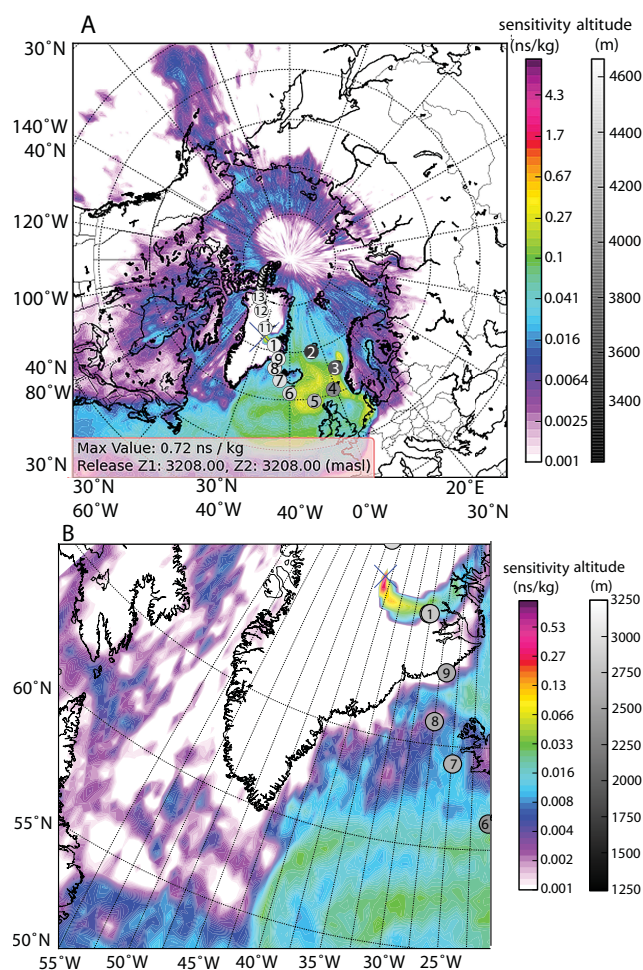 A
sensitivity altitude
(ns/kg) (m)
30˚N
140˚W
40˚N
120˚W
100˚W
40˚N
80˚W
30˚N
30˚N 30˚N 20˚E
60˚W 40˚W 0˚W 30˚N
13
12
11
1
9
8
7
6
2
3
4
5
Max Value: 0.72 ns / kg
Release Z1: 3208.00, Z2: 3208.00 (masl)
4.3
1.7
0.67
0.27
0.1
0.041
0.016
0.0064
0.0025
0.001
4600
4400
4200
4000
3800
3600
3400
B
sensitivity altitude
(ns/kg) (m)
60˚N
55˚N
50˚N
55˚W 50˚W 45˚W 40˚W 35˚W 30˚W 25˚W
1
9
8
7
6
0.53
0.27
0.13
0.066
0.033
0.016
0.008
0.004
0.002
0.001
3250
3000
2750
2500
2250
2000
1750
1500
1250